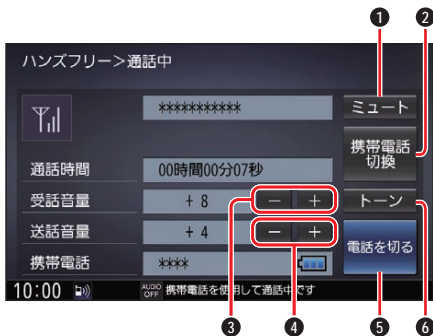 ❶ ❷
ハンズフリー＞通話中
*********** ミュート
携帯電話
切換
通話時間 00時間00分07秒
受話音量 + 8 − + トーン
送話音量 + 4 − + 電話を切る
携帯電話 ****
10:00 AUDIO OFF 携帯電話を使用して通話中です
❸ ❹ ❺ ❻